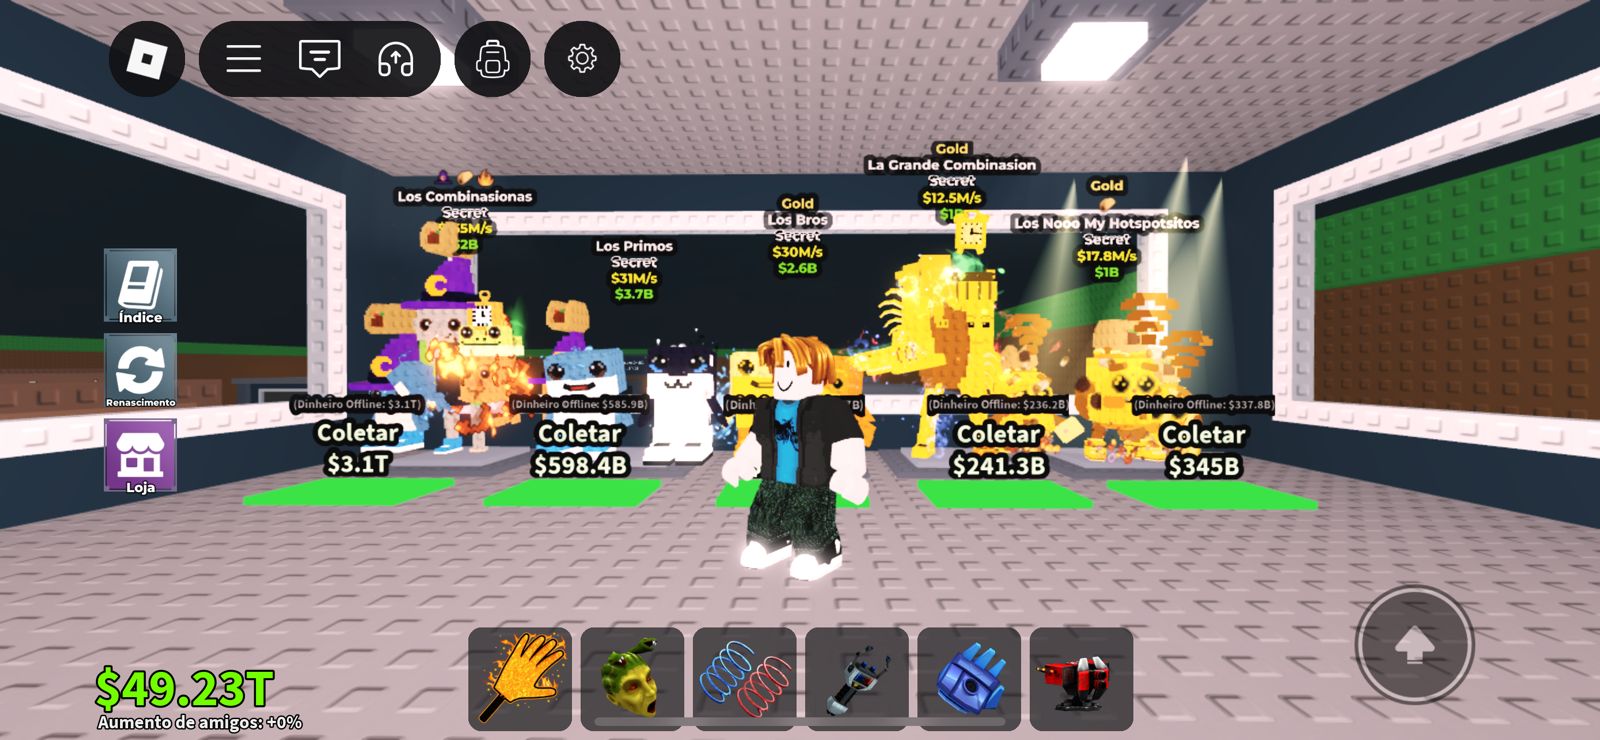 Los Combinasionas
Secret
Los Primos
Secret
$31M/s
$3.7B
Gold
Los Bros
Secret
$30M/s
$2.6B
Gold
La Grande Combinasion
Secret
$12.5M/s
Gold
Los Nooo My Hotspotsitos
Secret
$17.8M/s
$1B
Índice
Renascimento
Loja
(Dinheiro Offline: $3.1T)
Coletar
$3.1T
(Dinheiro Offline: $585.9B)
Coletar
$598.4B
(Dinheiro Offline: $236.2B)
Coletar
$241.3B
(Dinheiro Offline: $337.8B)
Coletar
$345B
$49.23T
Aumento de amigos: +0%